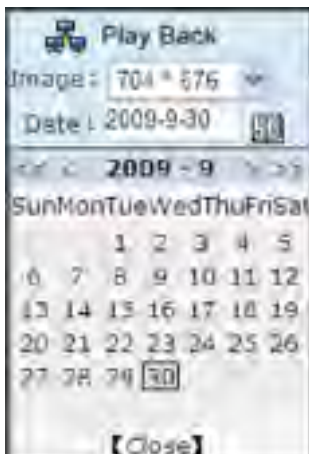 Play Back
Image: 704 * 576
Date: 2009-9-30
<< < 2009 - 9 > >>
SunMonTueWedThuFriSat
1 2 3 4 5
6 7 8 9 10 11 12
13 14 15 16 17 18 19
20 21 22 23 24 25 26
27 28 29 30
【Close】